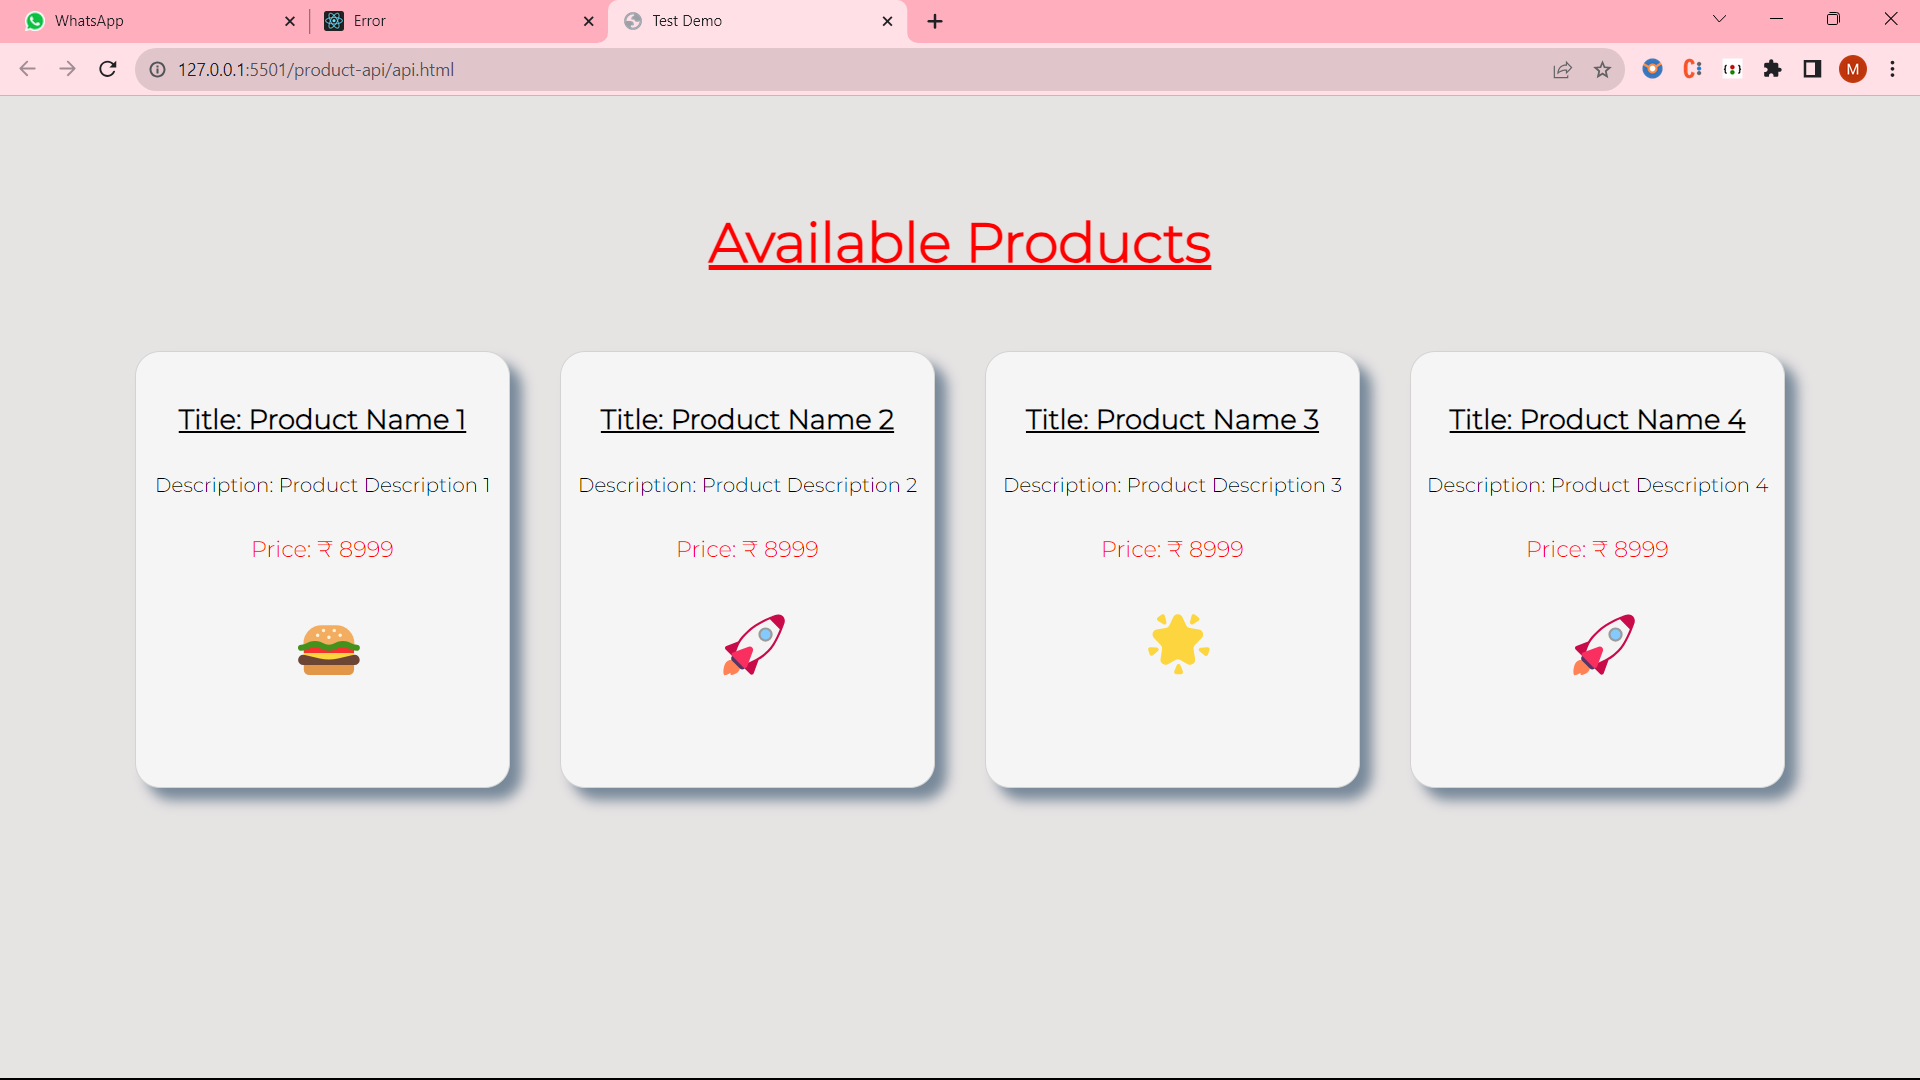 WhatsApp
Error
Test Demo
127.0.0.1:5501/product-api/api.html
M
Available Products
Title: Product Name 1
Description: Product Description 1
Price: ₹ 8999
Title: Product Name 2
Description: Product Description 2
Price: ₹ 8999
Title: Product Name 3
Description: Product Description 3
Price: ₹ 8999
Title: Product Name 4
Description: Product Description 4
Price: ₹ 8999